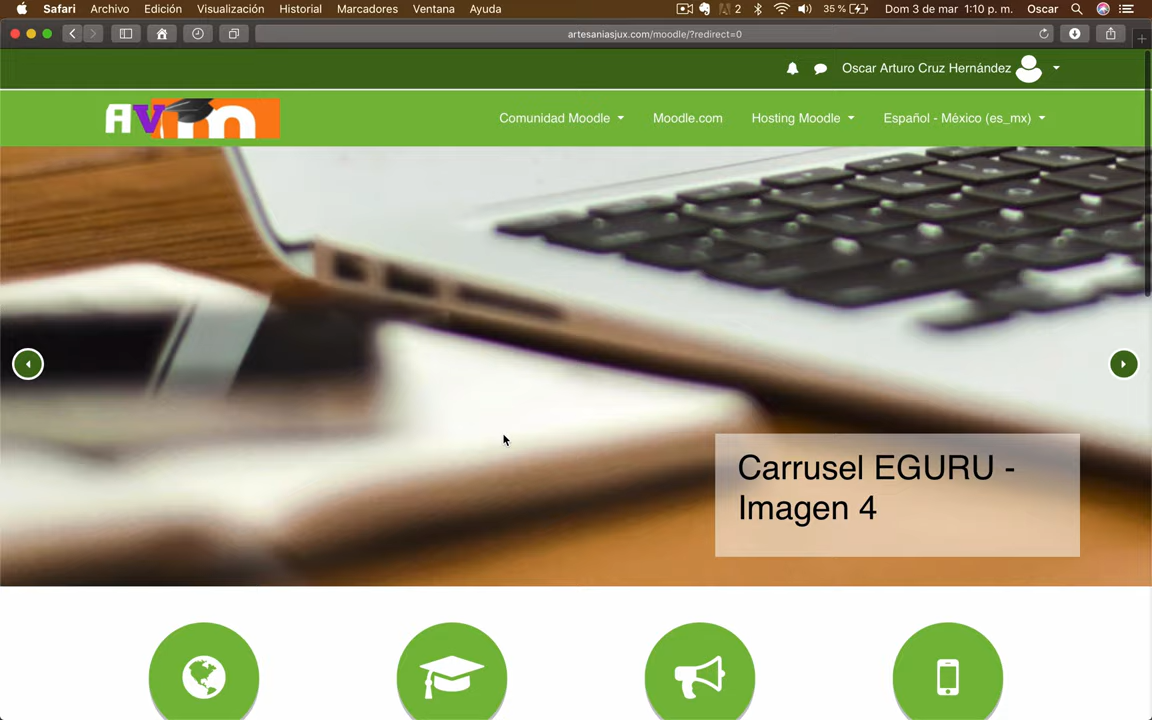 Safari Archivo Edición Visualización Historial Marcadores Ventana Ayuda 2 35 % Dom 3 de mar 1:10 p. m. Oscar
artesaniasjux.com/moodle/?redirect=0
Oscar Arturo Cruz Hernández
AVIm Comunidad Moodle Moodle.com Hosting Moodle Español - México (es_mx)
Carrusel EGURU -
Imagen 4